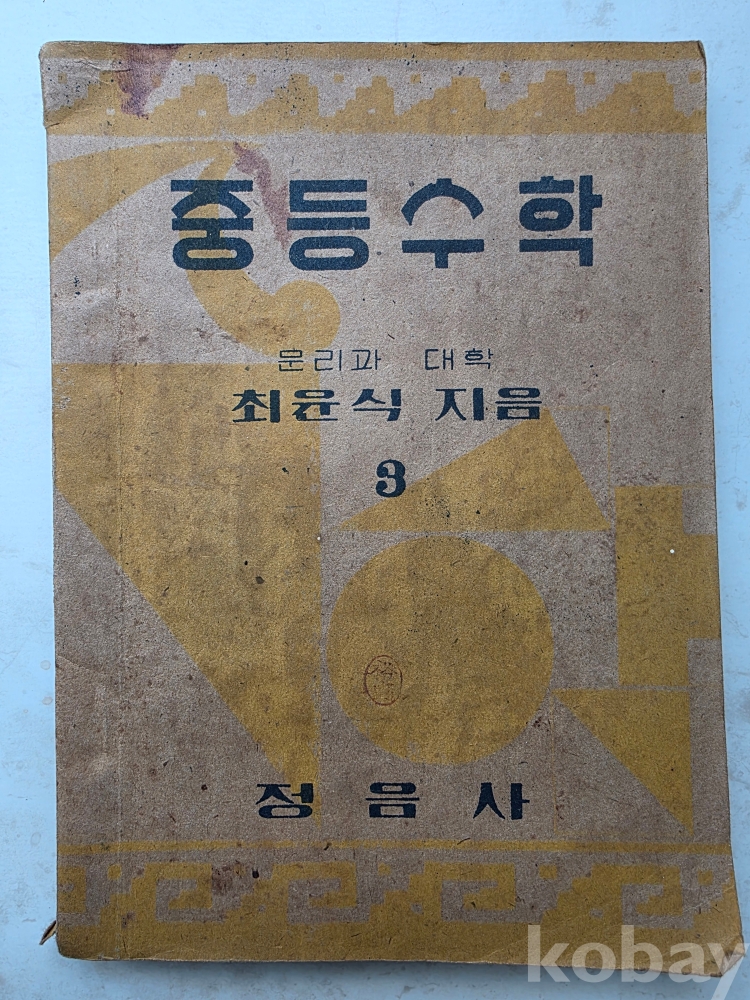 중등수학
문리과 대학
최윤식 지음
3
정음사
kobay